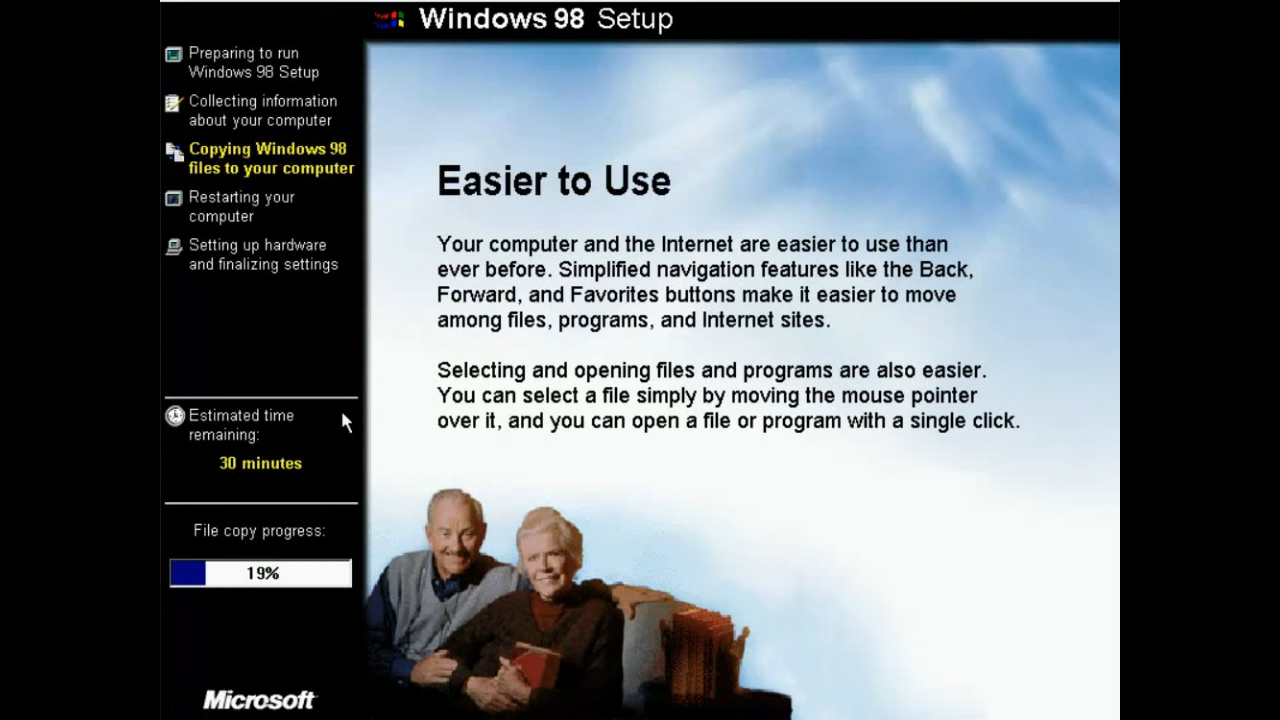 Windows 98 Setup
Preparing to run
Windows 98 Setup
Collecting information
about your computer
Copying Windows 98
files to your computer
Restarting your
computer
Setting up hardware
and finalizing settings
Estimated time
remaining:
30 minutes
File copy progress:
19%
Microsoft
Easier to Use
Your computer and the Internet are easier to use than
ever before. Simplified navigation features like the Back,
Forward, and Favorites buttons make it easier to move
among files, programs, and Internet sites.
Selecting and opening files and programs are also easier.
You can select a file simply by moving the mouse pointer
over it, and you can open a file or program with a single click.